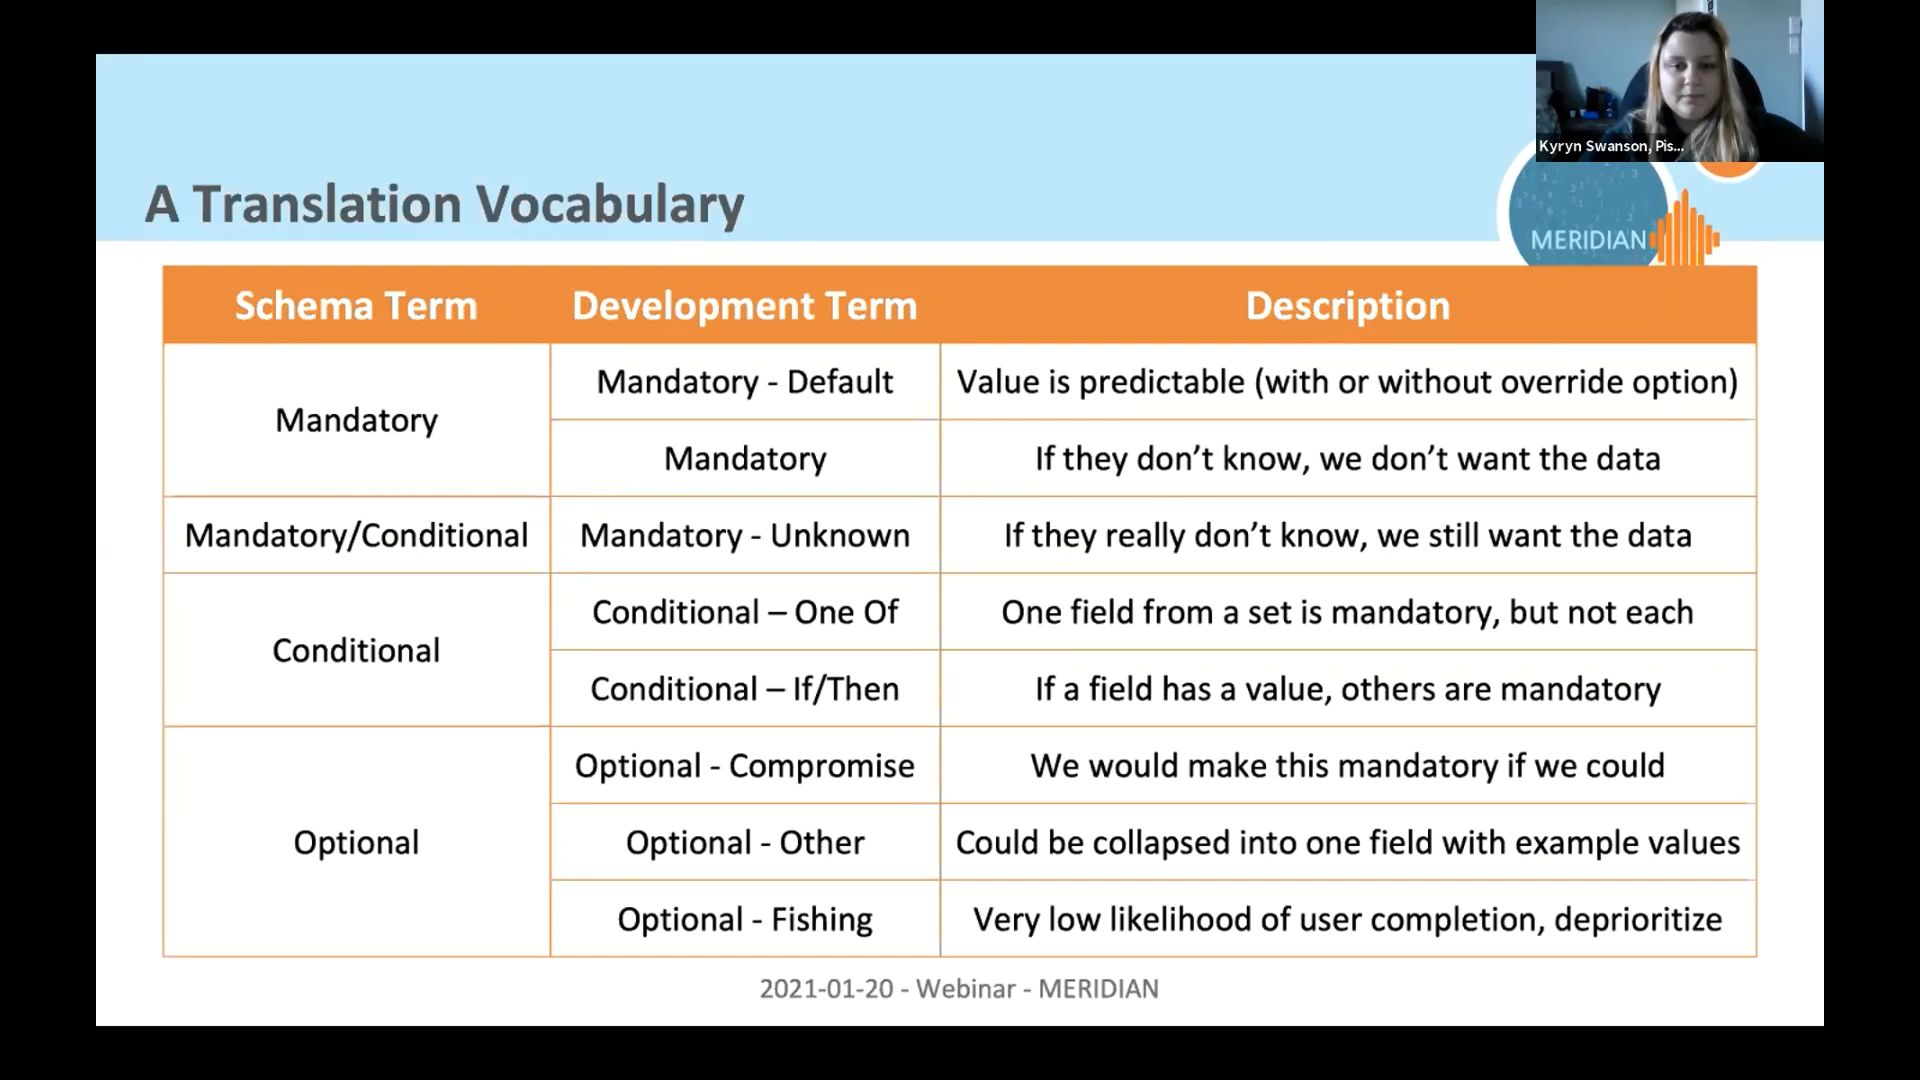 Kyryn Swanson, Pis...
A Translation Vocabulary
MERIDIAN
Schema Term Development Term Description
Mandatory
Mandatory - Default Value is predictable (with or without override option)
Mandatory If they don’t know, we don’t want the data
Mandatory/Conditional Mandatory - Unknown If they really don’t know, we still want the data
Conditional
Conditional – One Of One field from a set is mandatory, but not each
Conditional – If/Then If a field has a value, others are mandatory
Optional
Optional - Compromise We would make this mandatory if we could
Optional - Other Could be collapsed into one field with example values
Optional - Fishing Very low likelihood of user completion, deprioritize
2021-01-20 - Webinar - MERIDIAN